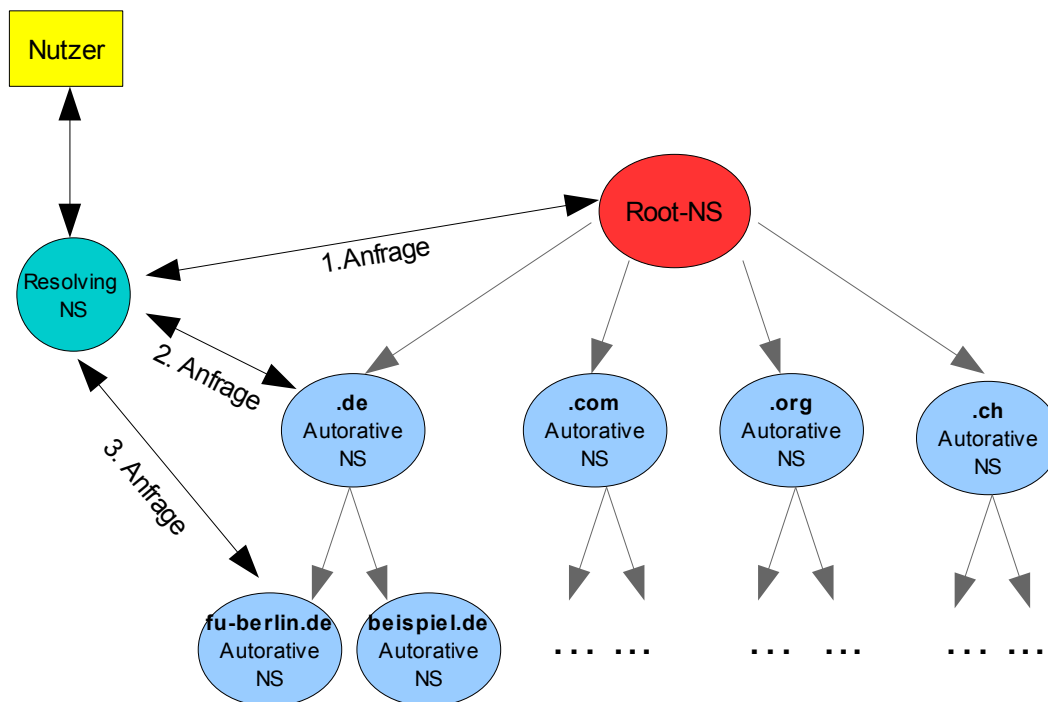 Nutzer
Root-NS
1.Anfrage
Resolving
NS
2. Anfrage
3. Anfrage
.de
Autorative
NS
.com
Autorative
NS
.org
Autorative
NS
.ch
Autorative
NS
fu-berlin.de
Autorative
NS
beispiel.de
Autorative
NS
... ...
... ...
... ...